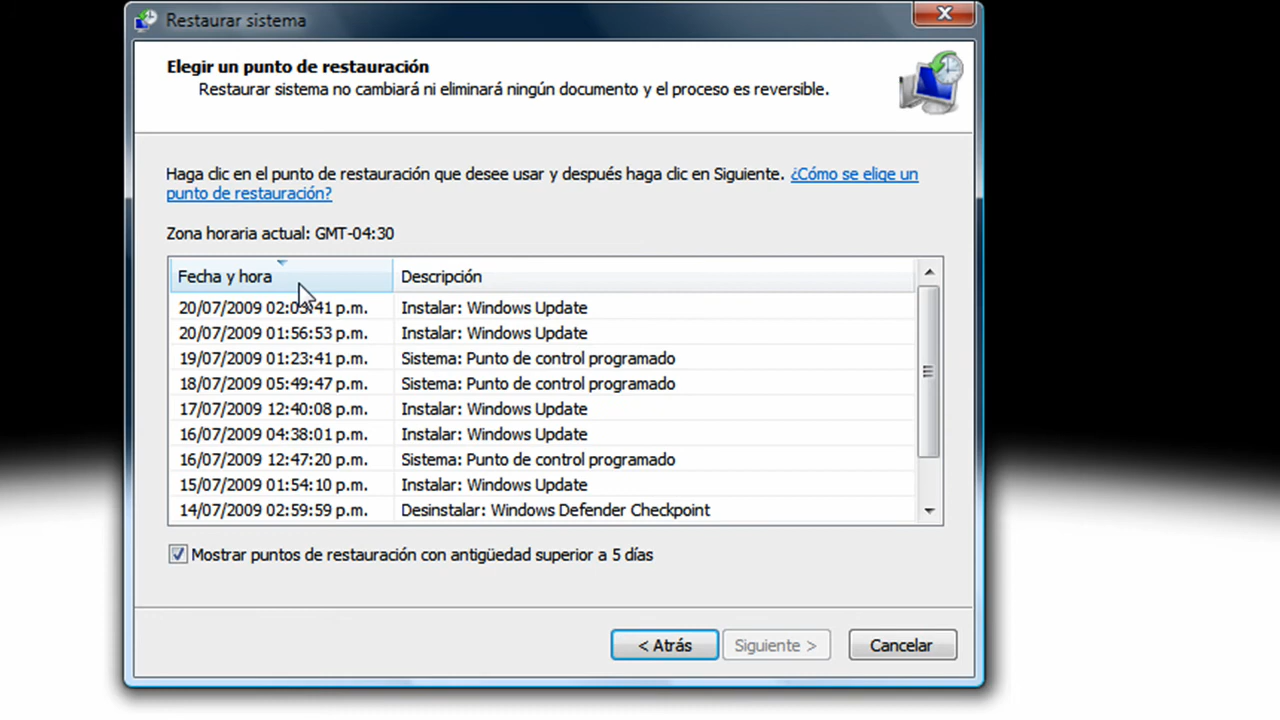 Restaurar sistema
Elegir un punto de restauración
Restaurar sistema no cambiará ni eliminará ningún documento y el proceso es reversible.
Haga clic en el punto de restauración que desee usar y después haga clic en Siguiente. ¿Cómo se elige un
punto de restauración?
Zona horaria actual: GMT-04:30
Fecha y hora Descripción
20/07/2009 02:03:41 p.m. Instalar: Windows Update
20/07/2009 01:56:53 p.m. Instalar: Windows Update
19/07/2009 01:23:41 p.m. Sistema: Punto de control programado
18/07/2009 05:49:47 p.m. Sistema: Punto de control programado
17/07/2009 12:40:08 p.m. Instalar: Windows Update
16/07/2009 04:38:01 p.m. Instalar: Windows Update
16/07/2009 12:47:20 p.m. Sistema: Punto de control programado
15/07/2009 01:54:10 p.m. Instalar: Windows Update
14/07/2009 02:59:59 p.m. Desinstalar: Windows Defender Checkpoint
Mostrar puntos de restauración con antigüedad superior a 5 días
< Atrás Siguiente > Cancelar